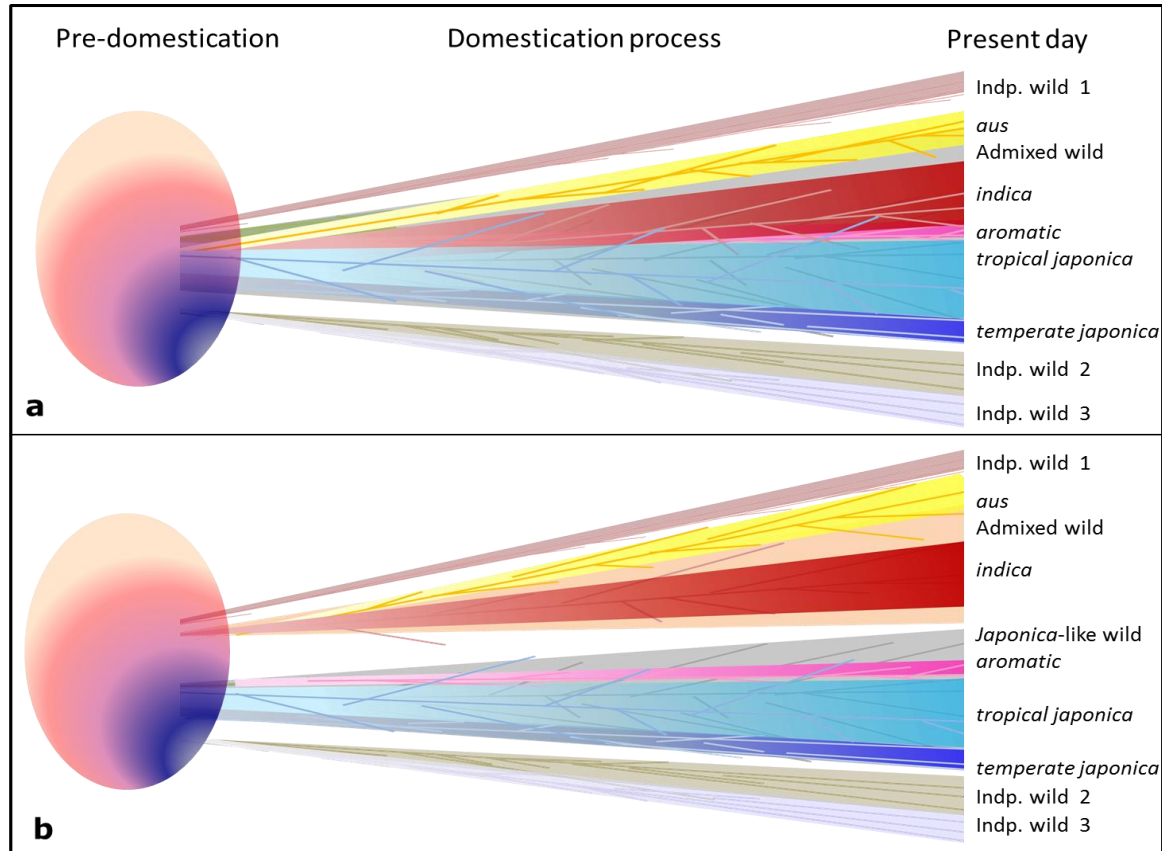 Pre-domestication Domestication process Present day
Indp. wild 1
aus
Admixed wild
indica
aromatic
tropical japonica
temperate japonica
Indp. wild 2
Indp. wild 3
a
Indp. wild 1
aus
Admixed wild
indica
Japonica-like wild
aromatic
tropical japonica
temperate japonica
Indp. wild 2
Indp. wild 3
b